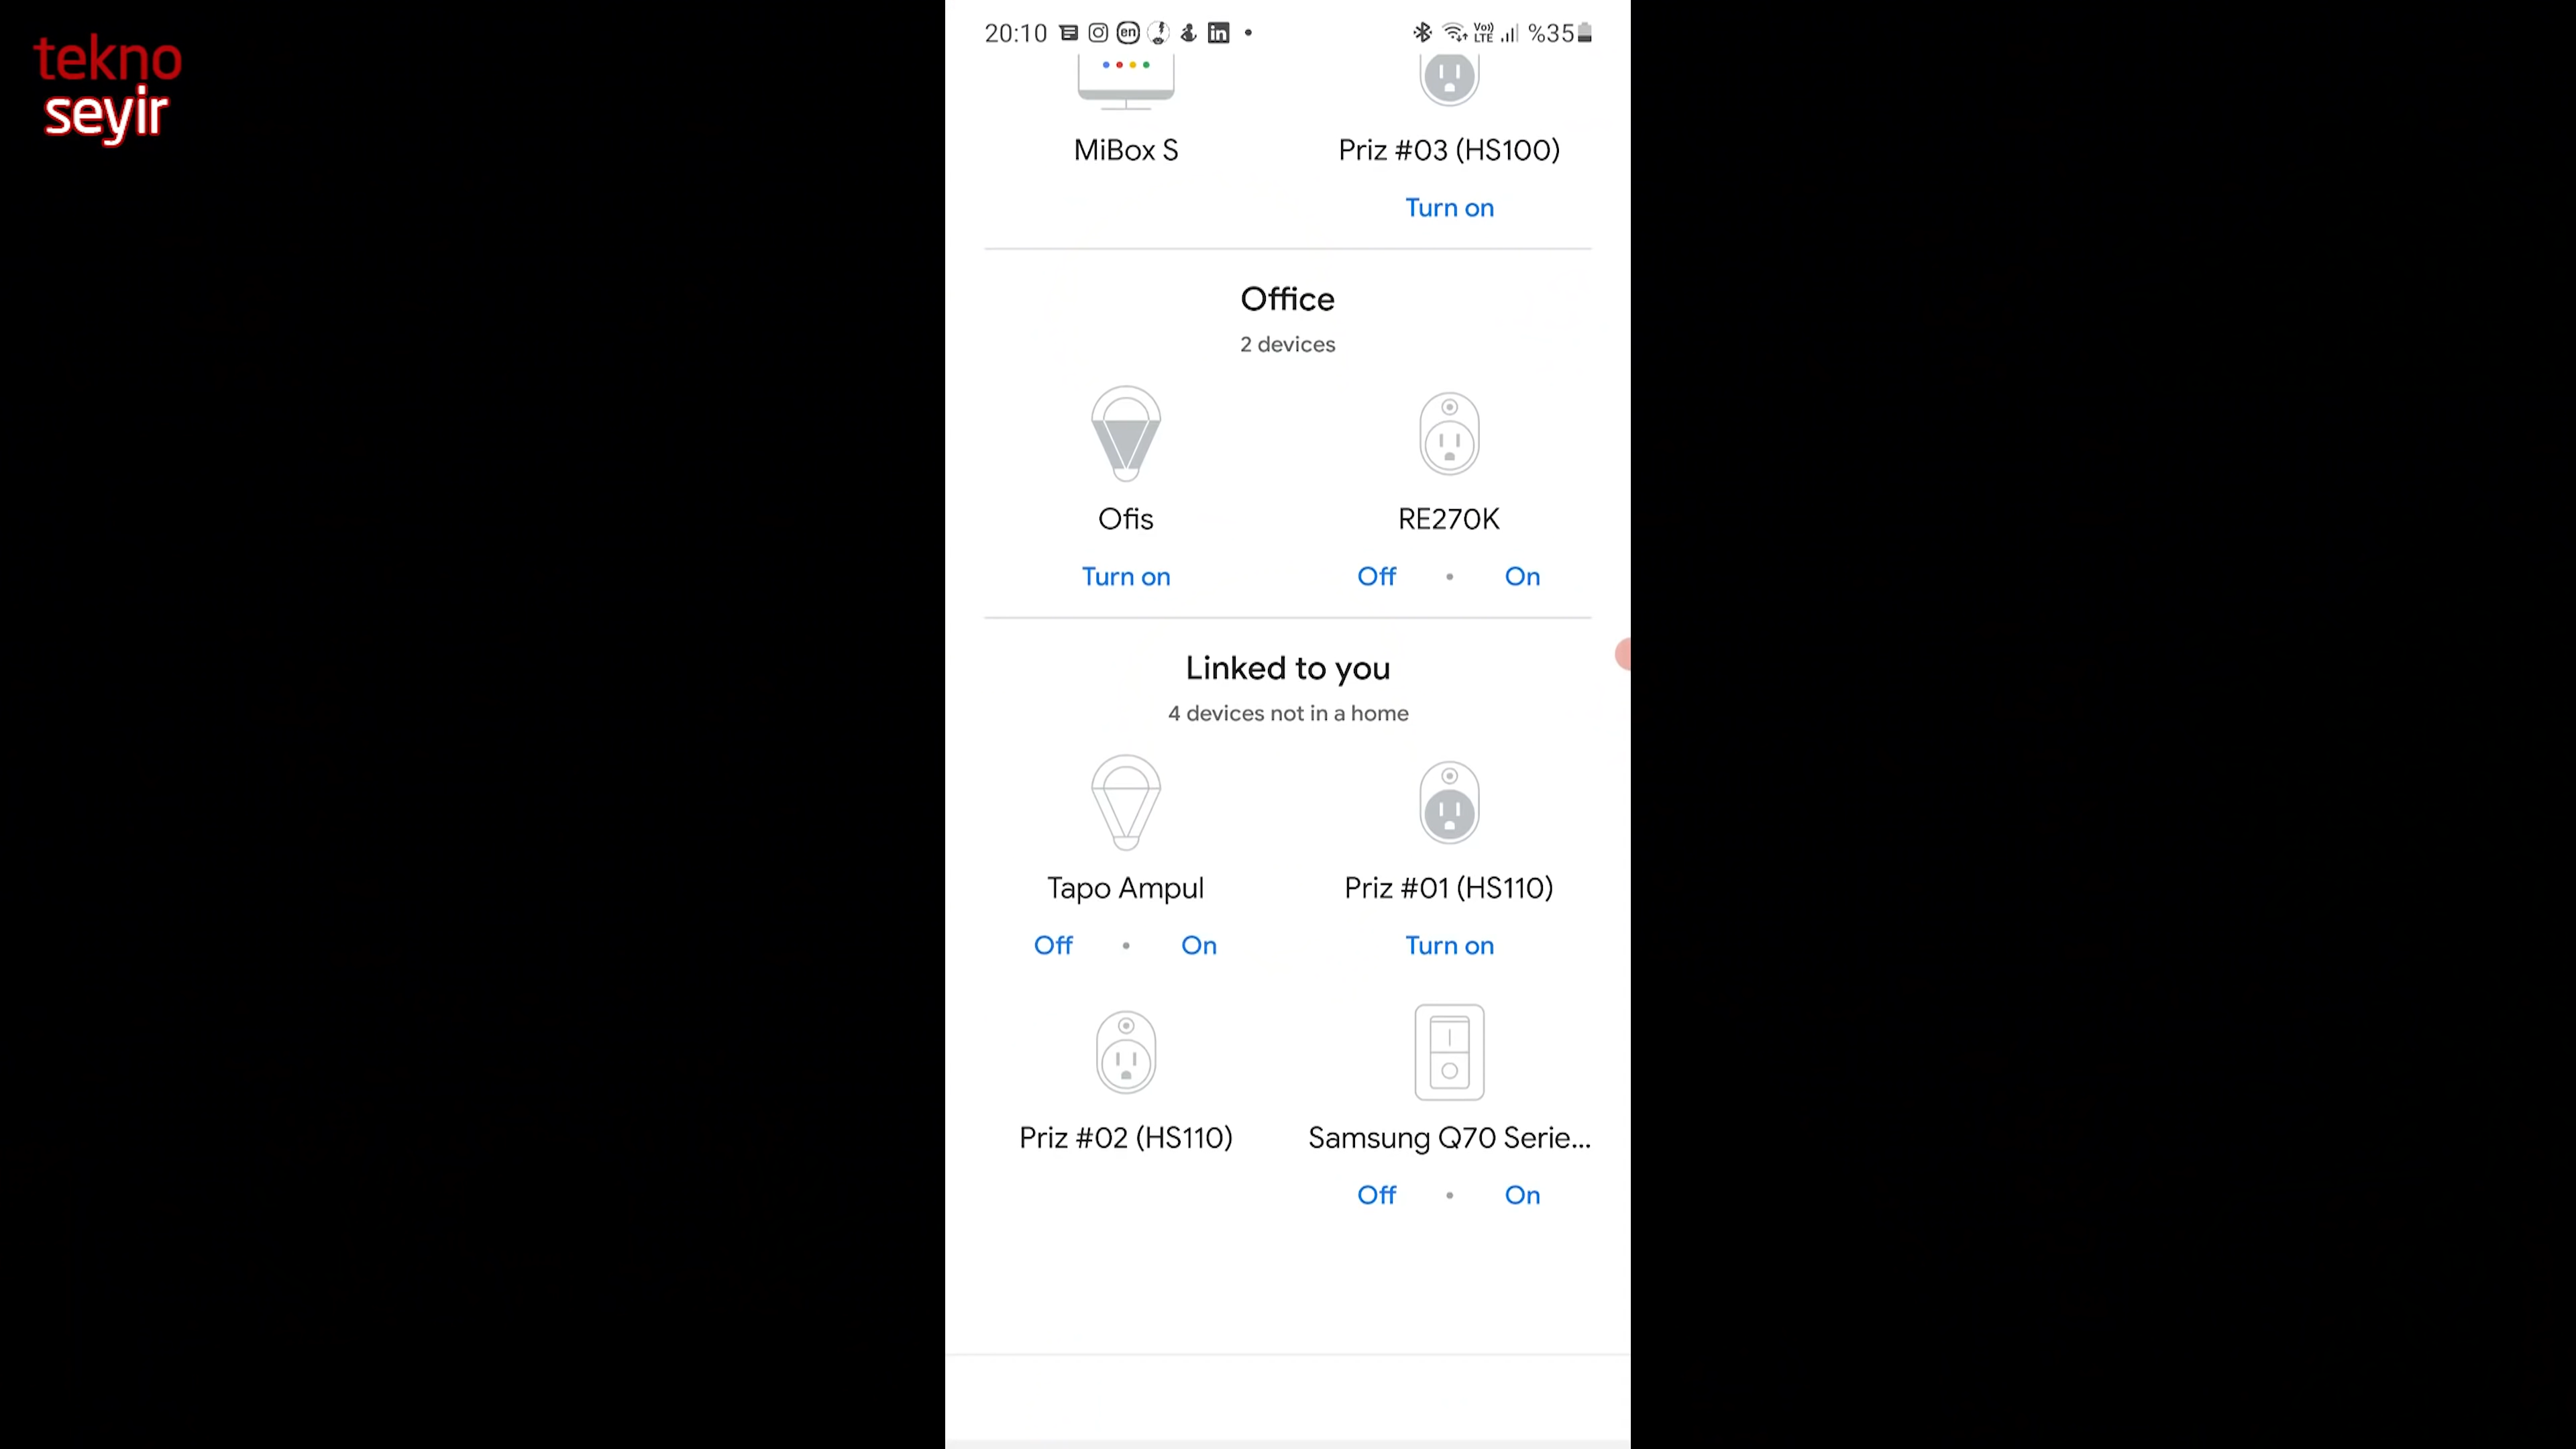 tekno
seyir
20:10
Vo)) LTE %35
MiBox S
Priz #03 (HS100)
Turn on
Office
2 devices
Ofis
RE270K
Turn on
Off • On
Linked to you
4 devices not in a home
Tapo Ampul
Priz #01 (HS110)
Off • On
Turn on
Priz #02 (HS110)
Samsung Q70 Serie...
Off • On